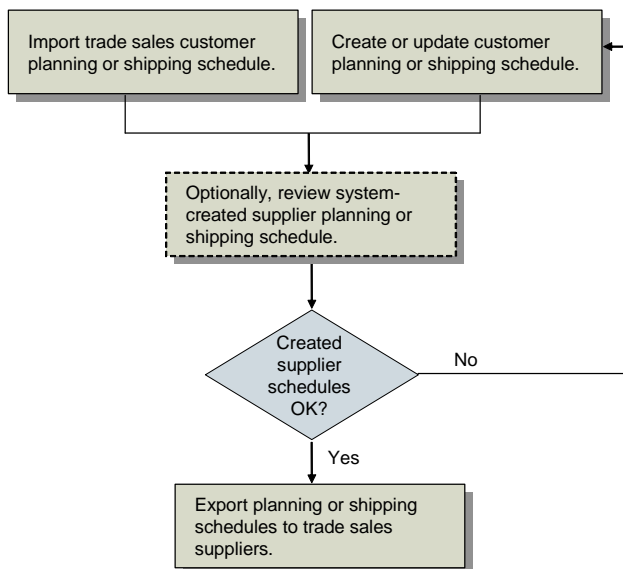 Import trade sales customer
planning or shipping schedule.
Create or update customer
planning or shipping schedule.
Optionally, review system-
created supplier planning or
shipping schedule.
Created
supplier
schedules
OK?
No
Yes
Export planning or shipping
schedules to trade sales
suppliers.